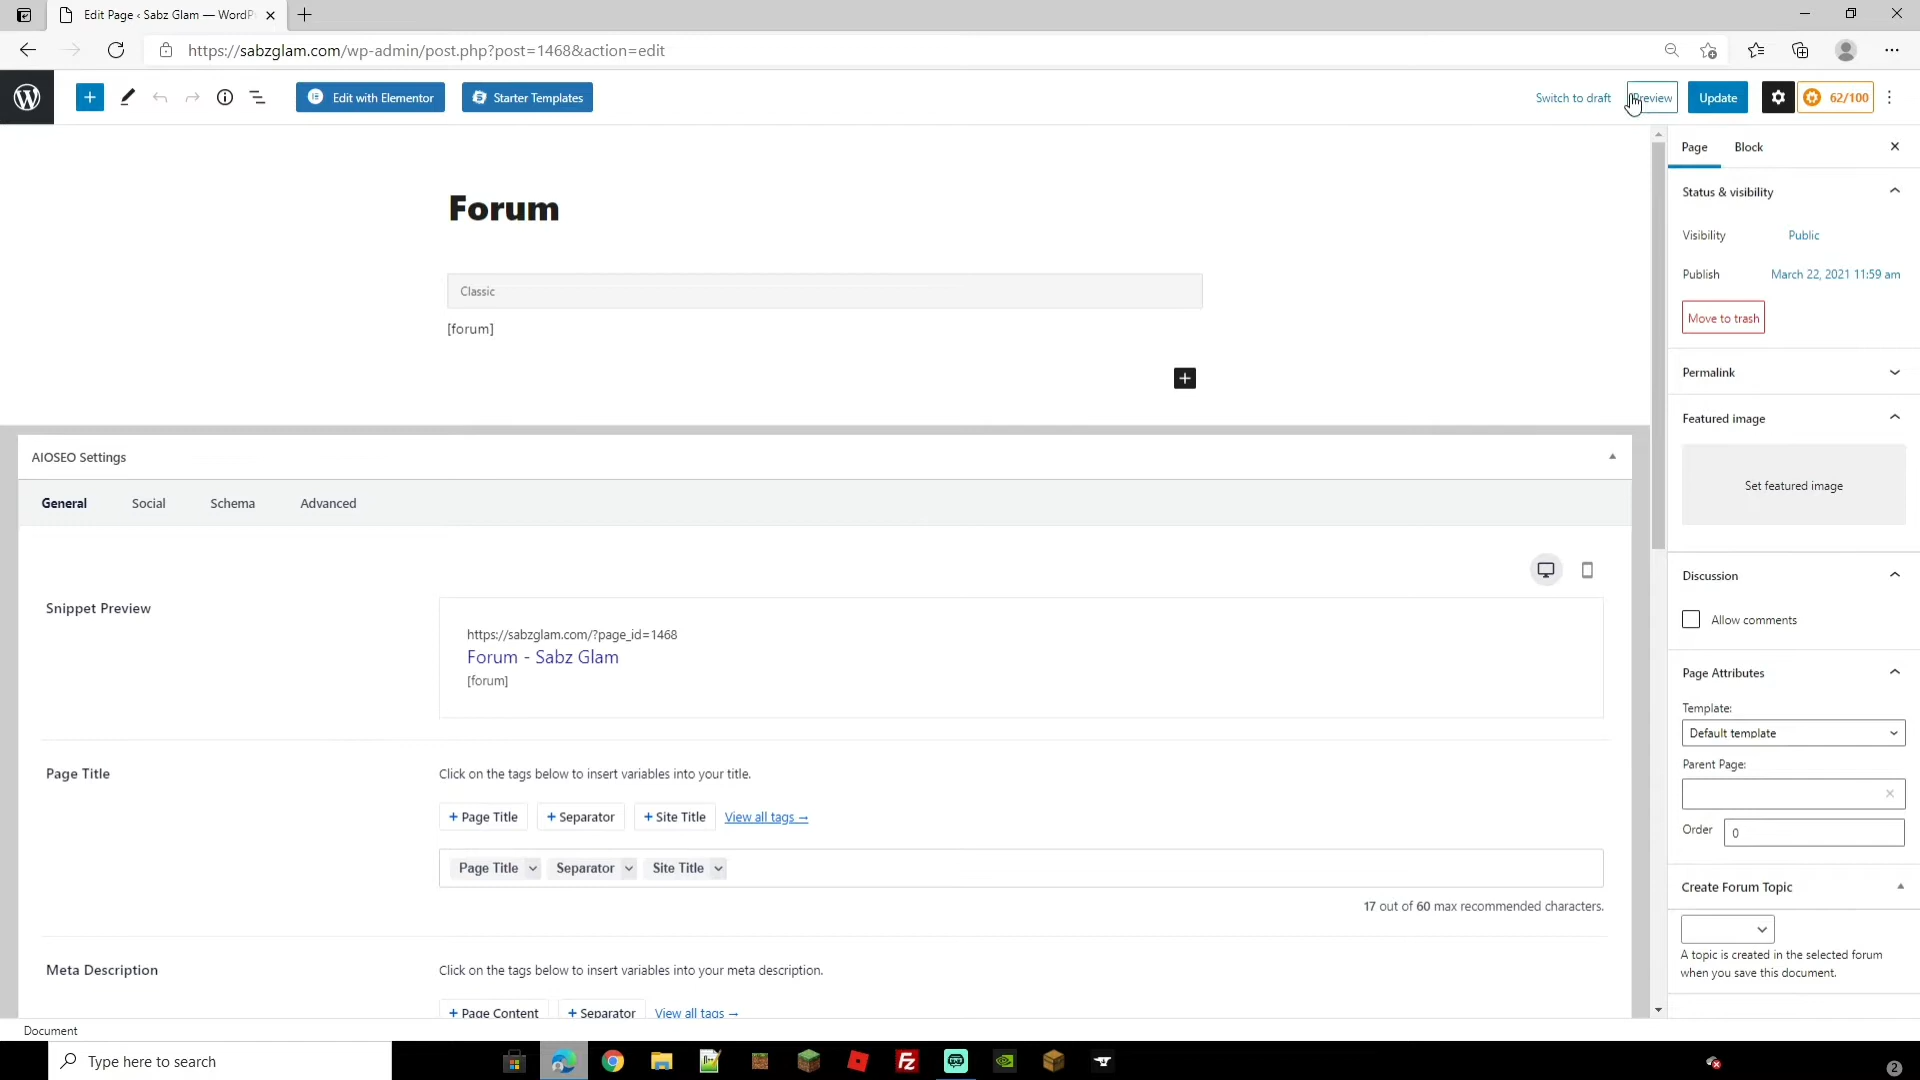 Edit Page ‹ Sabz Glam — WordP
https://sabzglam.com/wp-admin/post.php?post=1468&action=edit
Edit with Elementor
Starter Templates
Switch to draft
Preview
Update
62/100
Page
Block
Status & visibility
Forum
Visibility
Public
Publish
March 22, 2021 11:59 am
Classic
Move to trash
[forum]
Permalink
Featured image
AIOSEO Settings
Set featured image
General
Social
Schema
Advanced
Discussion
Snippet Preview
Allow comments
https://sabzglam.com/?page_id=1468
Forum - Sabz Glam
[forum]
Page Attributes
Template:
Default template
Parent Page:
Page Title
Click on the tags below to insert variables into your title.
+ Page Title
+ Separator
+ Site Title
View all tags →
Order
0
Page Title
Separator
Site Title
Create Forum Topic
17 out of 60 max recommended characters.
A topic is created in the selected forum
when you save this document.
Meta Description
Click on the tags below to insert variables into your meta description.
+ Page Content
+ Separator
View all tags →
Document
Type here to search
2